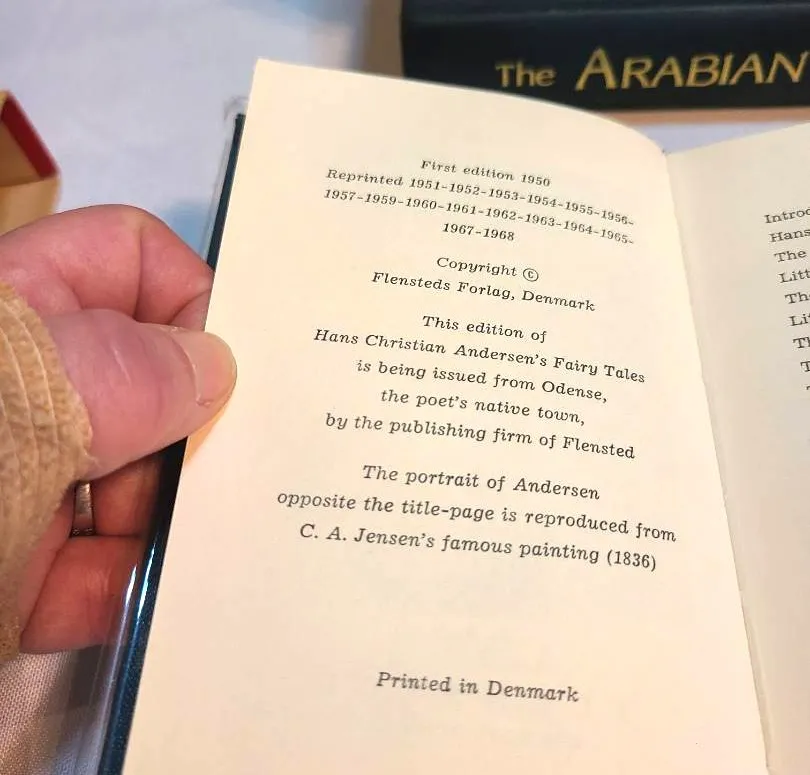 The ARABIAN
First edition 1950
Reprinted 1951-1952-1953-1954-1955-1956-
1957-1959-1960-1961-1962-1963-1964-1965-
1967-1968
Copyright ©
Flensteds Forlag, Denmark
This edition of
Hans Christian Andersen's Fairy Tales
is being issued from Odense,
the poet's native town,
by the publishing firm of Flensted
The portrait of Andersen
opposite the title-page is reproduced from
C. A. Jensen's famous painting (1836)
Printed in Denmark
Hans
The